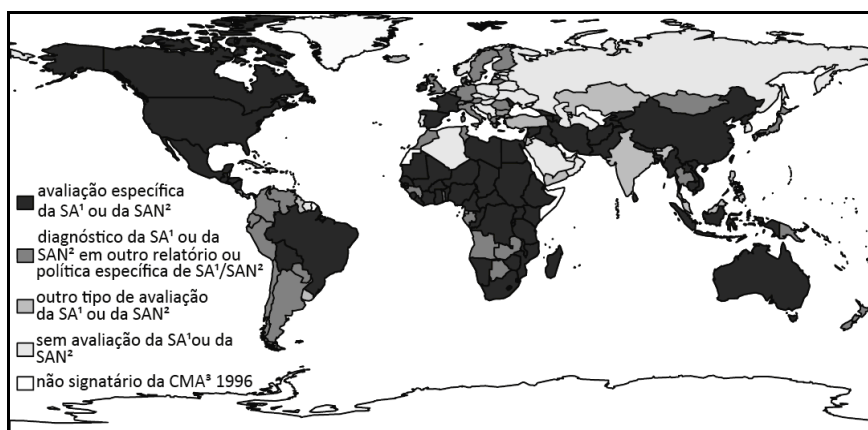 avaliação específica
da SA¹ ou da SAN²
diagnóstico da SA¹ ou da
SAN² em outro relatório ou
política específica de SA¹/SAN²
outro tipo de avaliação
da SA¹ ou da SAN²
sem avaliação da SA¹ou da
SAN²
não signatário da CMA³ 1996